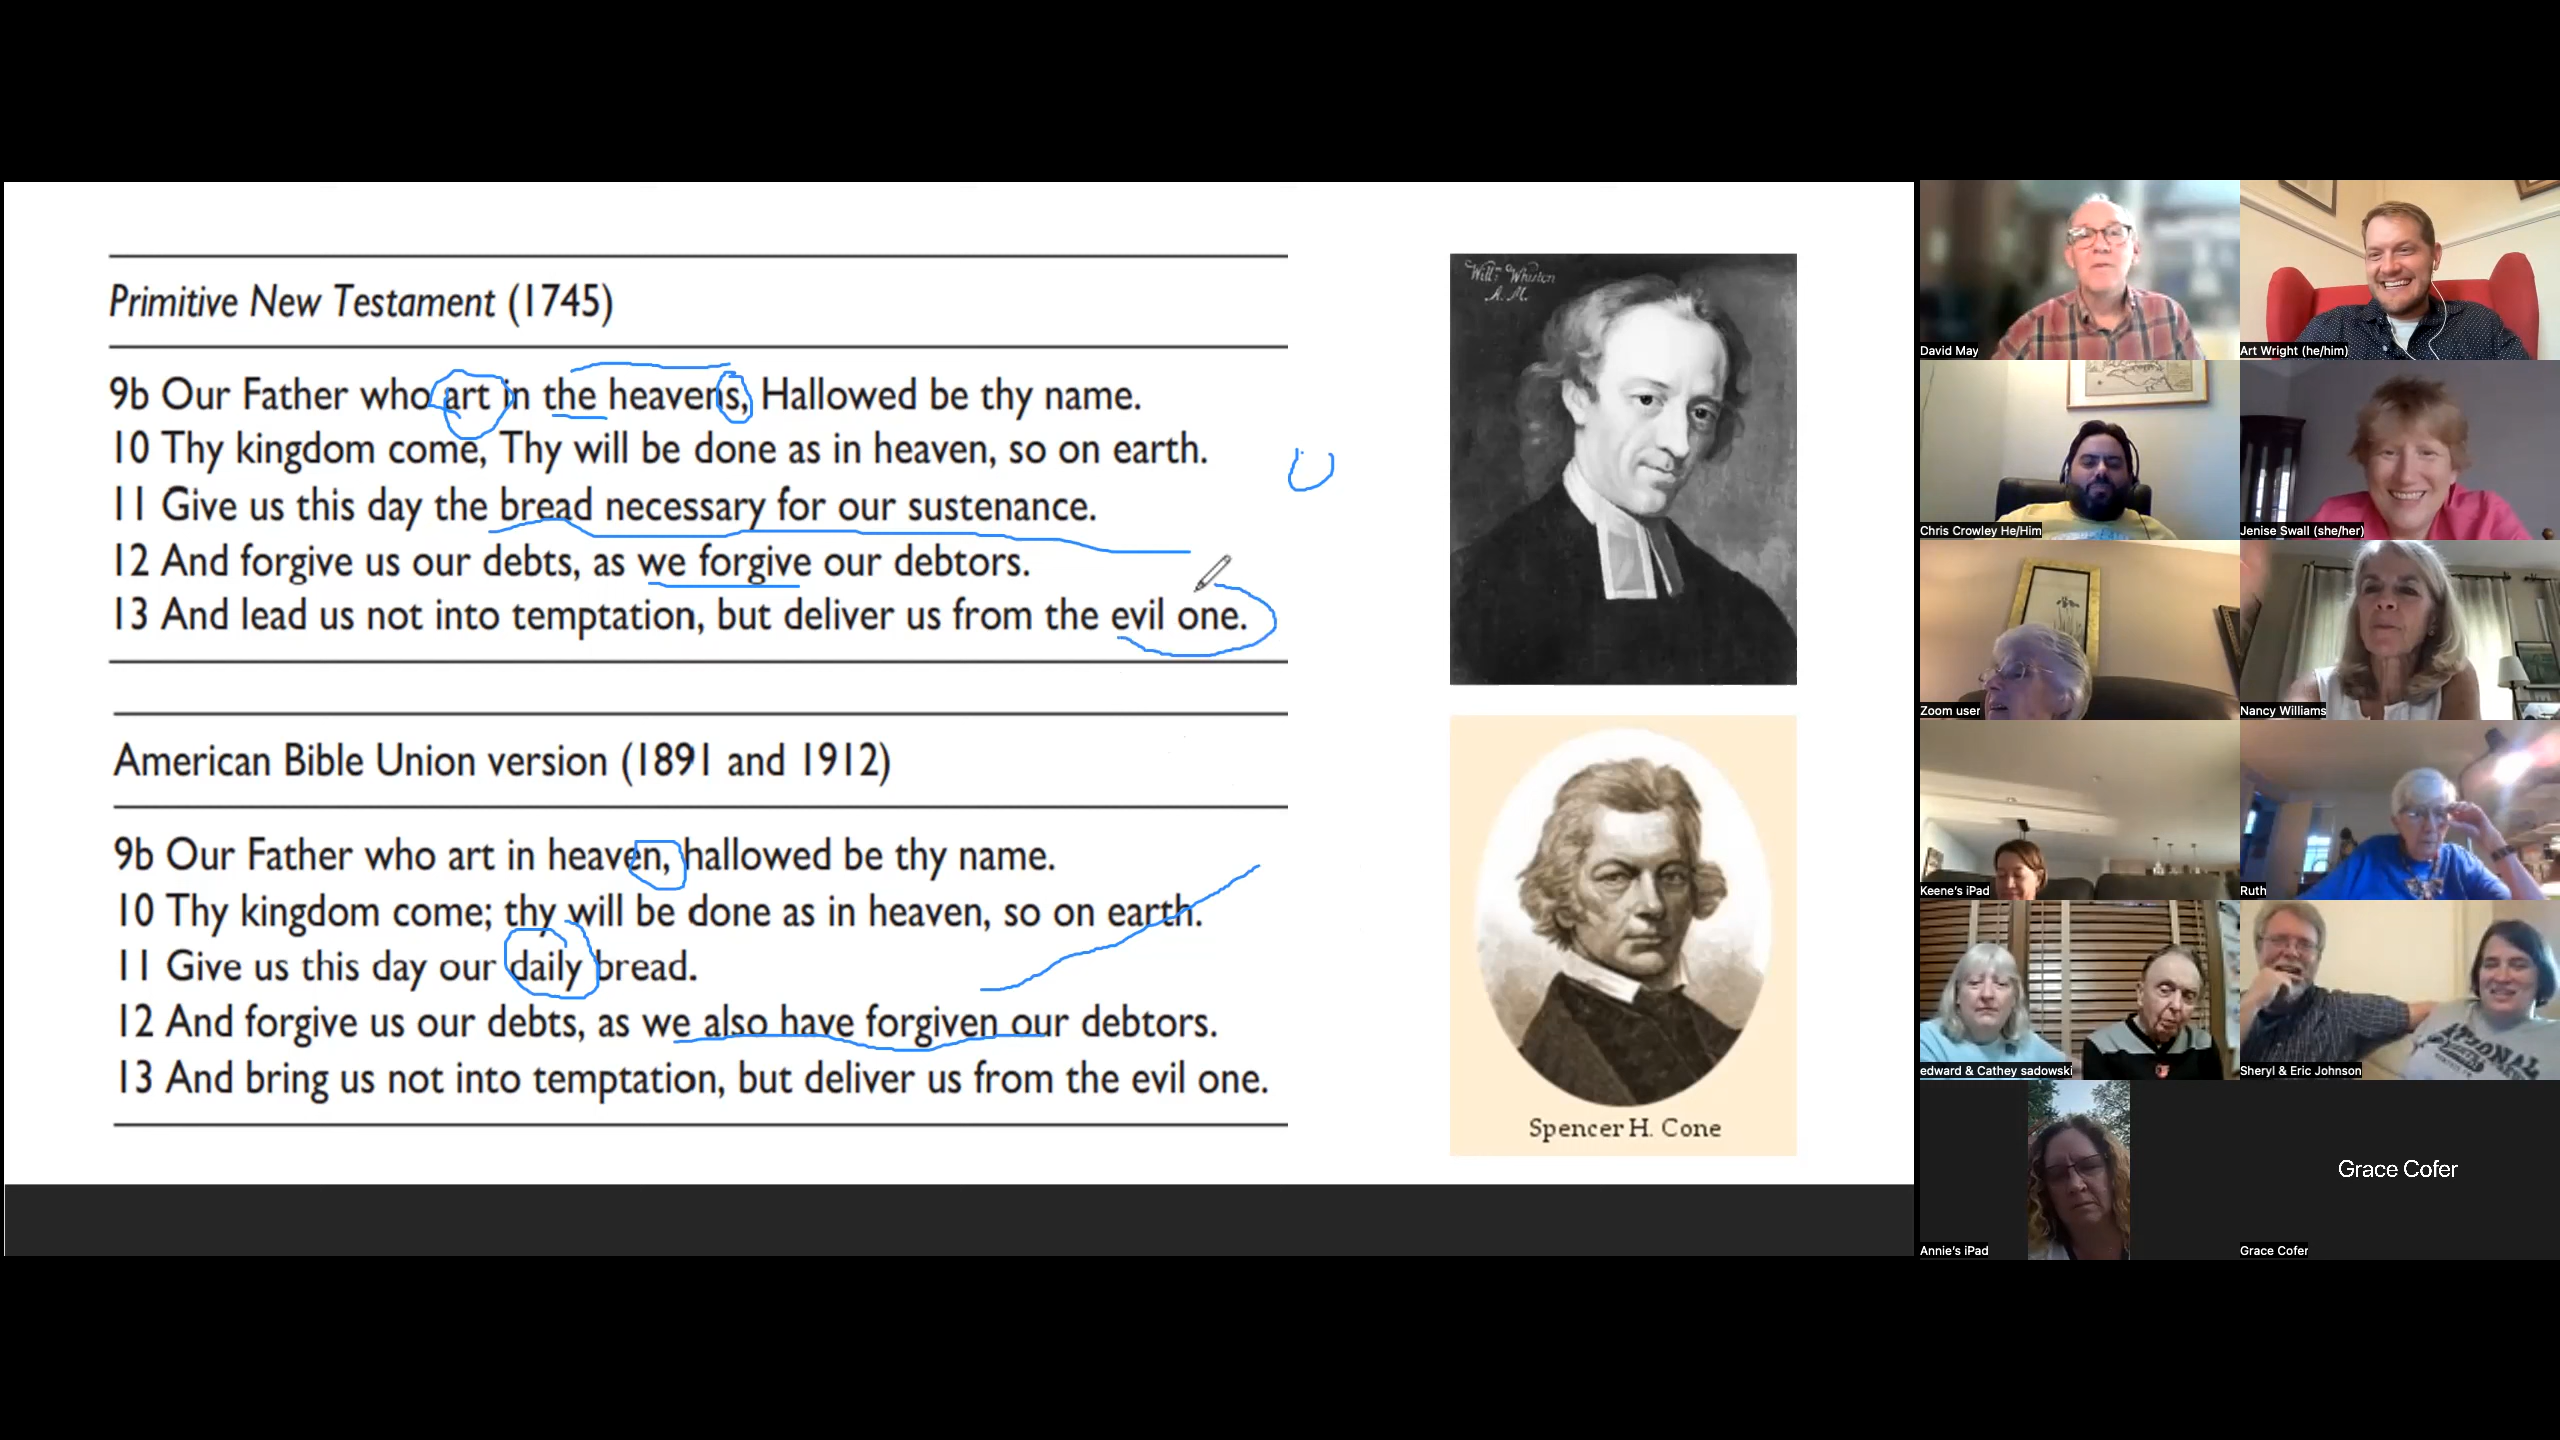 Primitive New Testament (1745)
9b Our Father who art in the heavens, Hallowed be thy name.
10 Thy kingdom come, Thy will be done as in heaven, so on earth.
11 Give us this day the bread necessary for our sustenance.
12 And forgive us our debts, as we forgive our debtors.
13 And lead us not into temptation, but deliver us from the evil one.
American Bible Union version (1891 and 1912)
9b Our Father who art in heaven, hallowed be thy name.
10 Thy kingdom come; thy will be done as in heaven, so on earth.
11 Give us this day our daily bread.
12 And forgive us our debts, as we also have forgiven our debtors.
13 And bring us not into temptation, but deliver us from the evil one.
Will.m Whiston
A. M.
Spencer H. Cone
David May
Art Wright (he/him)
Chris Crowley He/Him
Jenise Swall (she/her)
Zoom user
Nancy Williams
Keene's iPad
Ruth
edward & Cathey sadowski
Sheryl & Eric Johnson
Annie's iPad
Grace Cofer
Grace Cofer